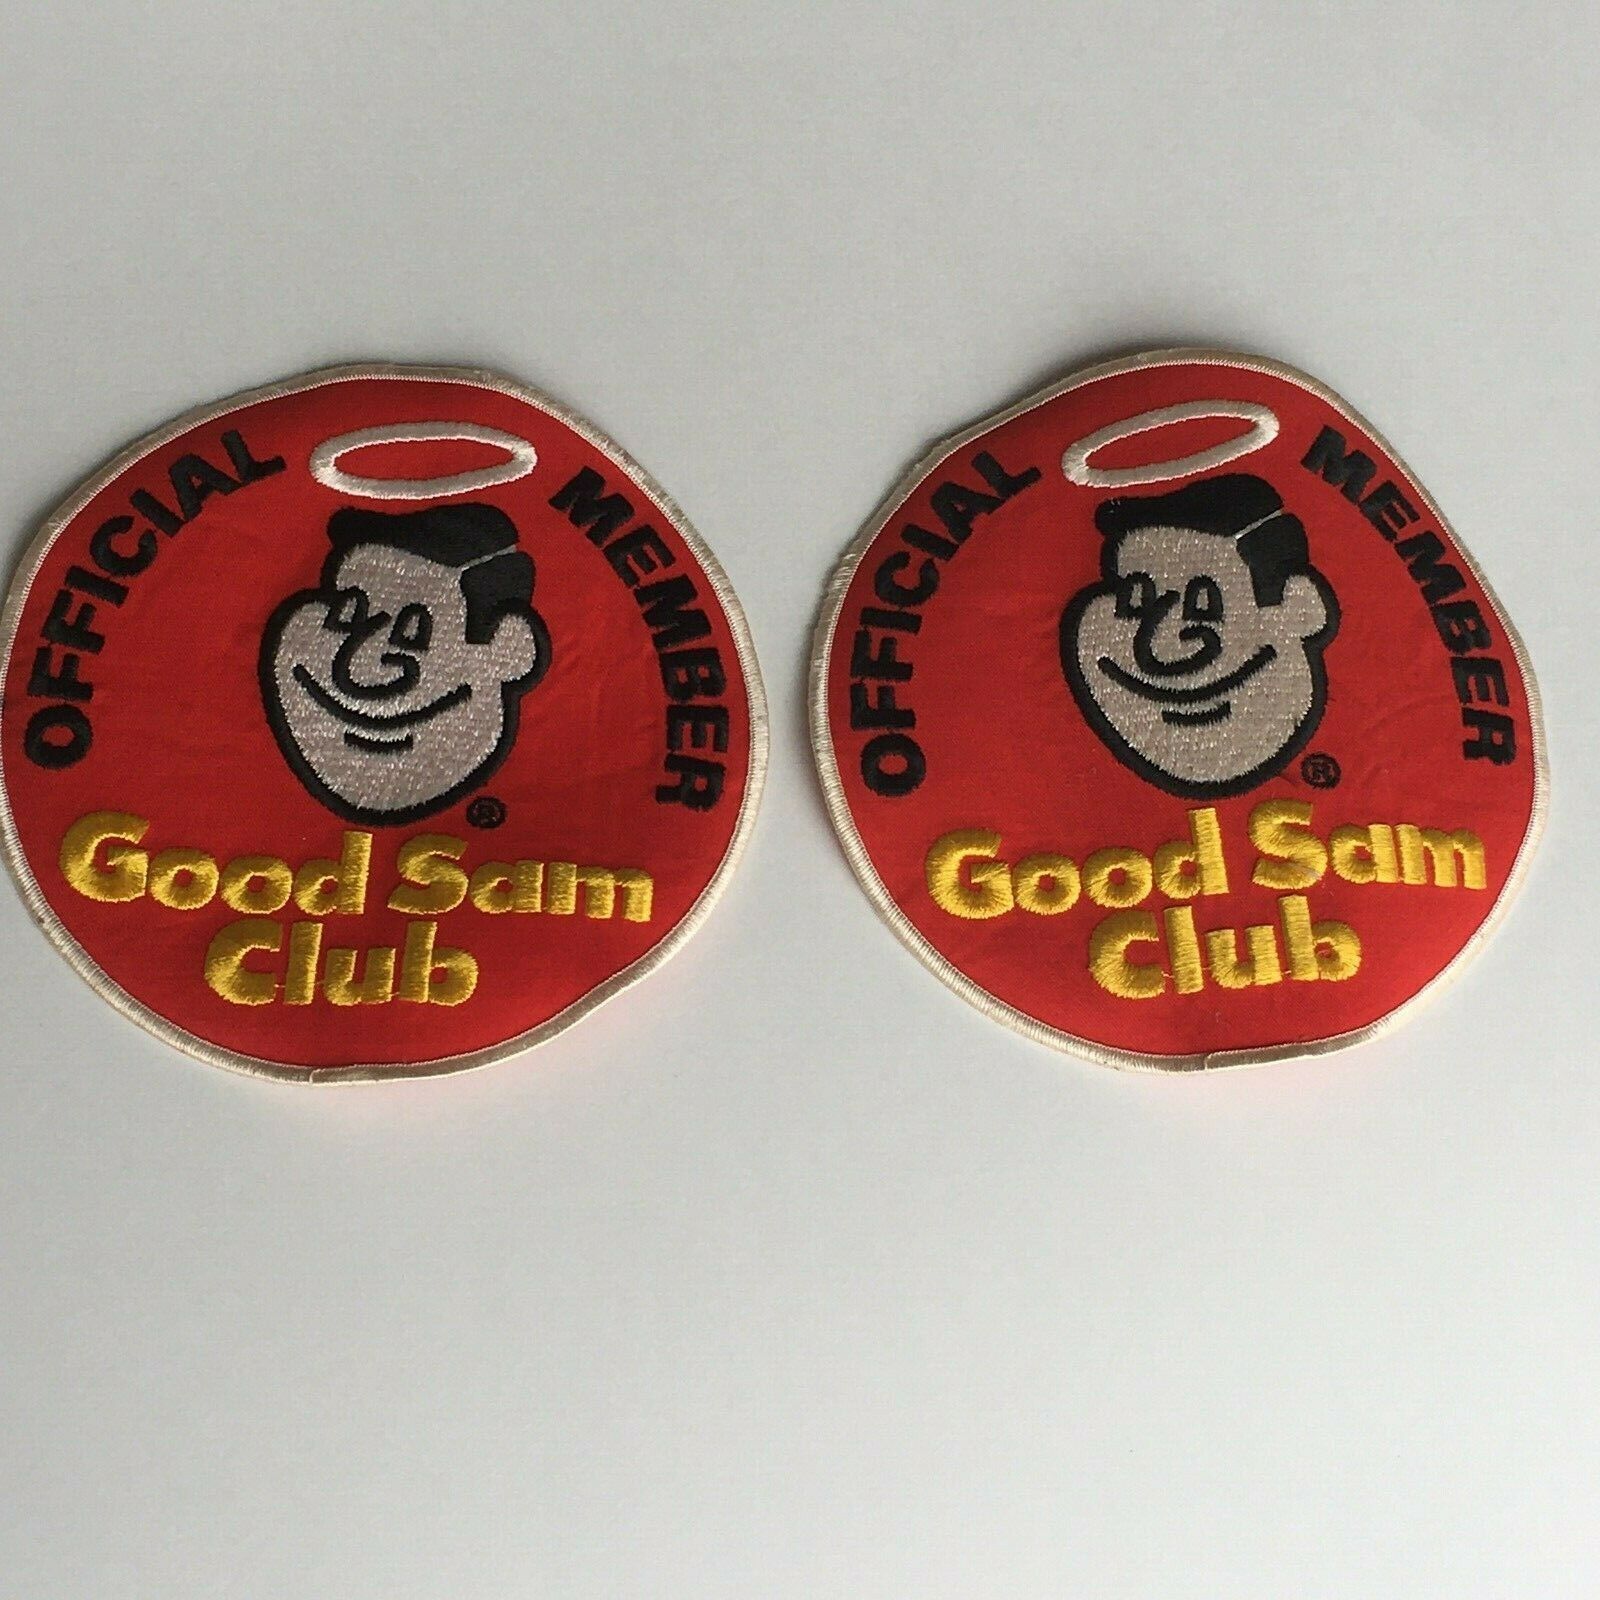 OFFICIAL MEMBER
®
Good Sam
Club
OFFICIAL MEMBER
®
Good Sam
Club